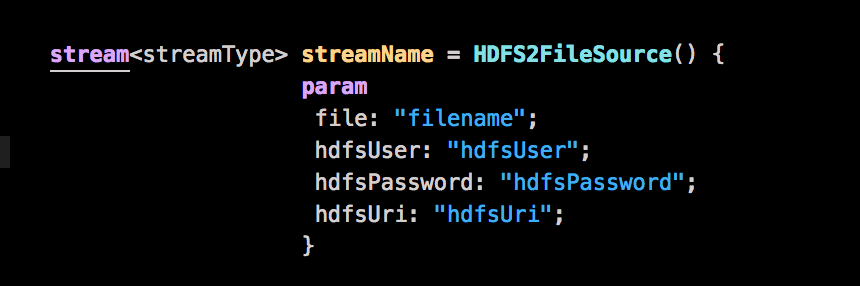 stream<streamType> streamName = HDFS2FileSource() {
param
file: "filename";
hdfsUser: "hdfsUser";
hdfsPassword: "hdfsPassword";
hdfsUri: "hdfsUri";
}